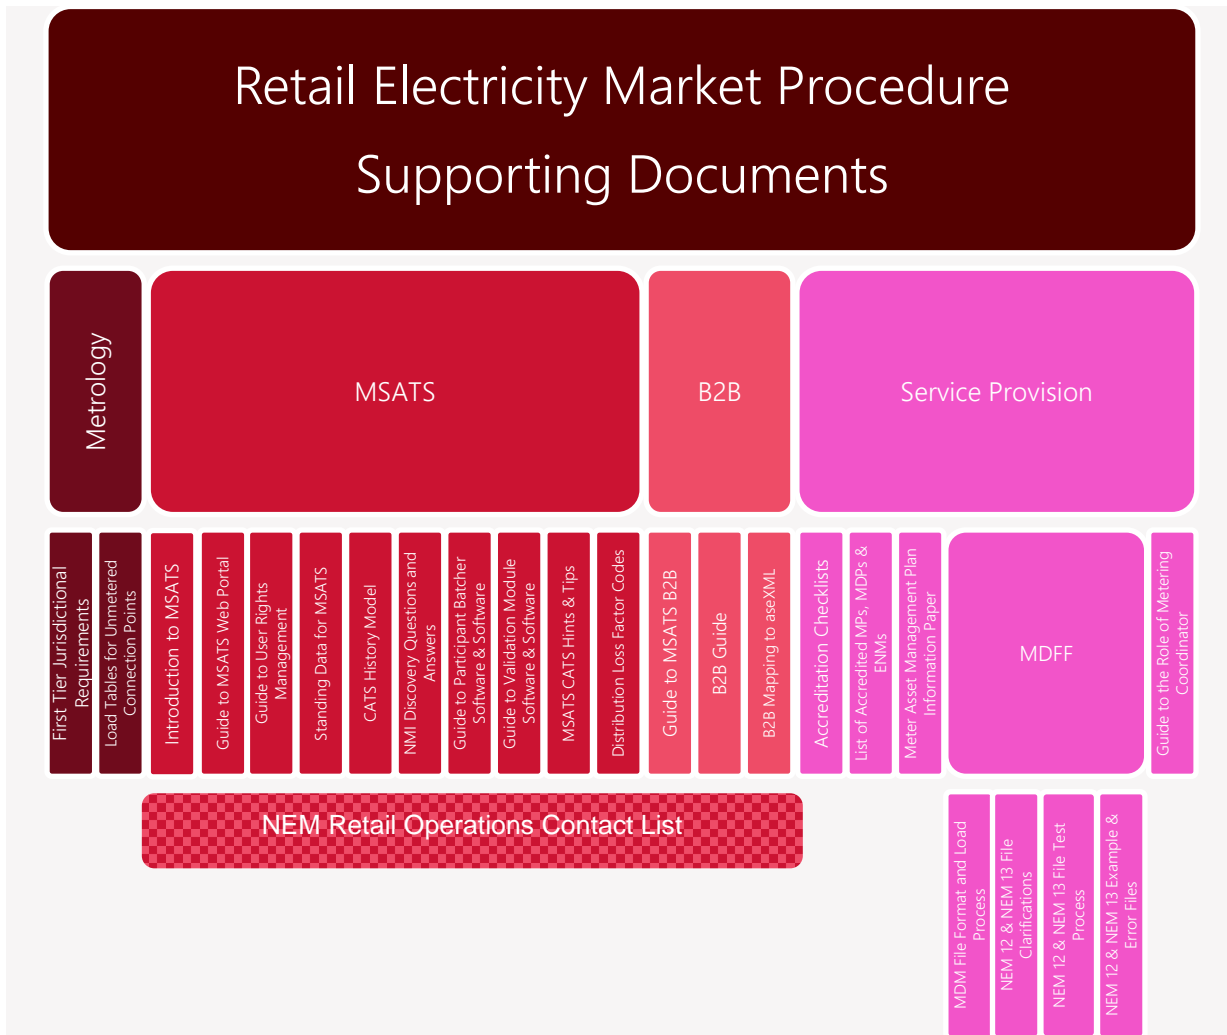 Retail Electricity Market Procedure
Supporting Documents
Metrology
MSATS
B2B
Service Provision
First Tier Jurisdictional
Requirements
Load Tables for Unmetered
Connection Points
Introduction to MSATS
Guide to MSATS Web Portal
Guide to User Rights
Management
Standing Data for MSATS
CATS History Model
NMI Discovery Questions and
Answers
Guide to Participant Batcher
Software & Software
Guide to Validation Module
Software & Software
MSATS CATS Hints & Tips
Distribution Loss Factor Codes
Guide to MSATS B2B
B2B Guide
B2B Mapping to aseXML
Accreditation Checklists
List of Accredited MPs, MDPs &
ENMs
Meter Asset Management Plan
Information Paper
MDFF
Guide to the Role of Metering
Coordinator
NEM Retail Operations Contact List
MDM File Format and Load
Process
NEM 12 & NEM 13 File
Clarifications
NEM 12 & NEM 13 File Test
Process
NEM 12 & NEM 13 Example &
Error Files